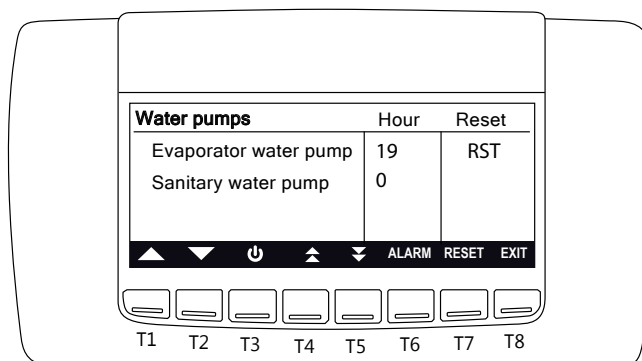 Water pumps Hour Reset
Evaporator water pump 19 RST
Sanitary water pump 0
ALARM RESET EXIT
T1 T2 T3 T4 T5 T6 T7 T8